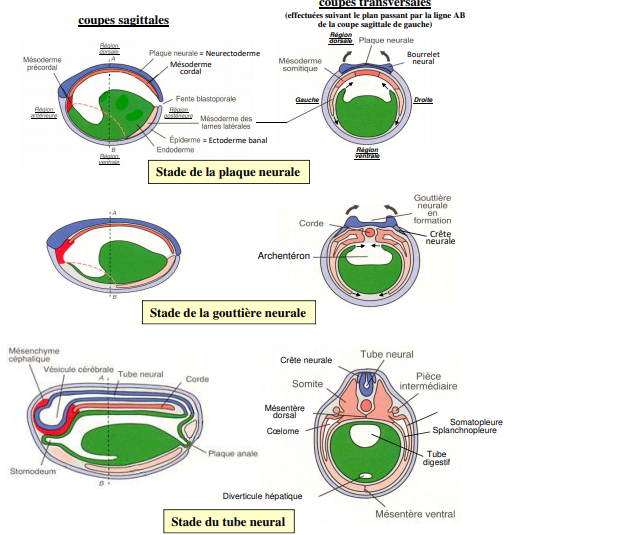 coupes sagittales
coupes transversales
(effectuées suivant le plan passant par la ligne AB
de la coupe sagittale de gauche)
Région
dorsale
A
Mésoderme
précordal
Plaque neurale = Neurectoderme
Mésoderme
cordal
Fente blastoporale
Région
antérieure
Région
postérieure
Mésoderme des
lames latérales
Épiderme = Ectoderme banal
Endoderme
B
Région
ventrale
Région
dorsale
Plaque neurale
Bourrelet
neural
Mésoderme
somitique
Gauche
Droite
Région
ventrale
Stade de la plaque neurale
A
B
Gouttière
neurale
en
formation
Corde
Crête
neurale
Archentéron
Stade de la gouttière neurale
Mésenchyme
céphalique
Vésicule cérébrale
A
Tube neural
Corde
Plaque anale
Stomodeum
B
Crête neurale
Tube neural
Somite
Pièce
intermédiaire
Mésentère
dorsal
Cœlome
Somatopleure
Splanchnopleure
Tube
digestif
Diverticule hépatique
Mésentère ventral
Stade du tube neural